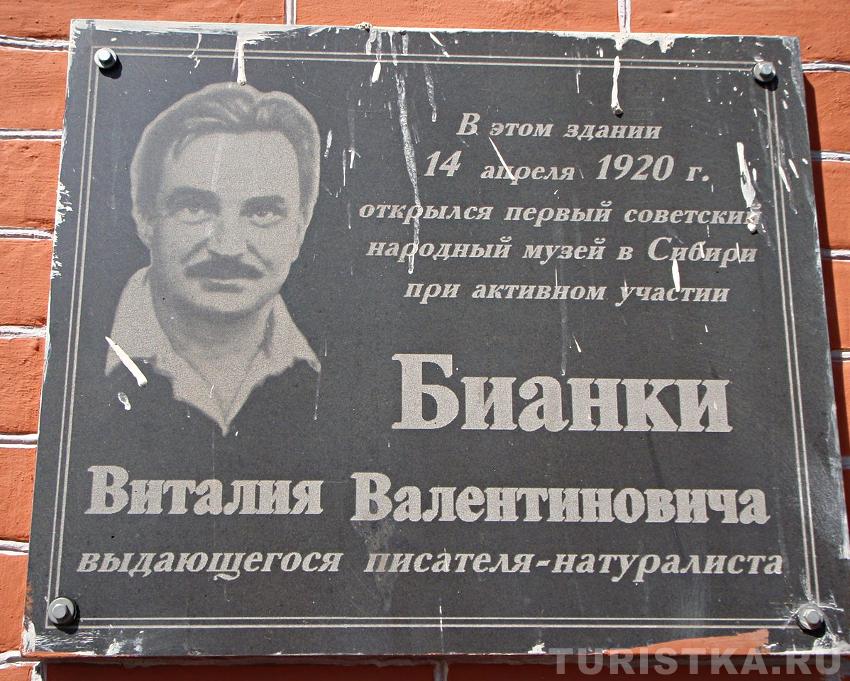 В этом здании
14 апреля 1920 г.
открылся первый советский
народный музей в Сибири
при активном участии
Бианки
Виталия Валентиновича
выдающегося писателя-натуралиста
TURISTKA.RU